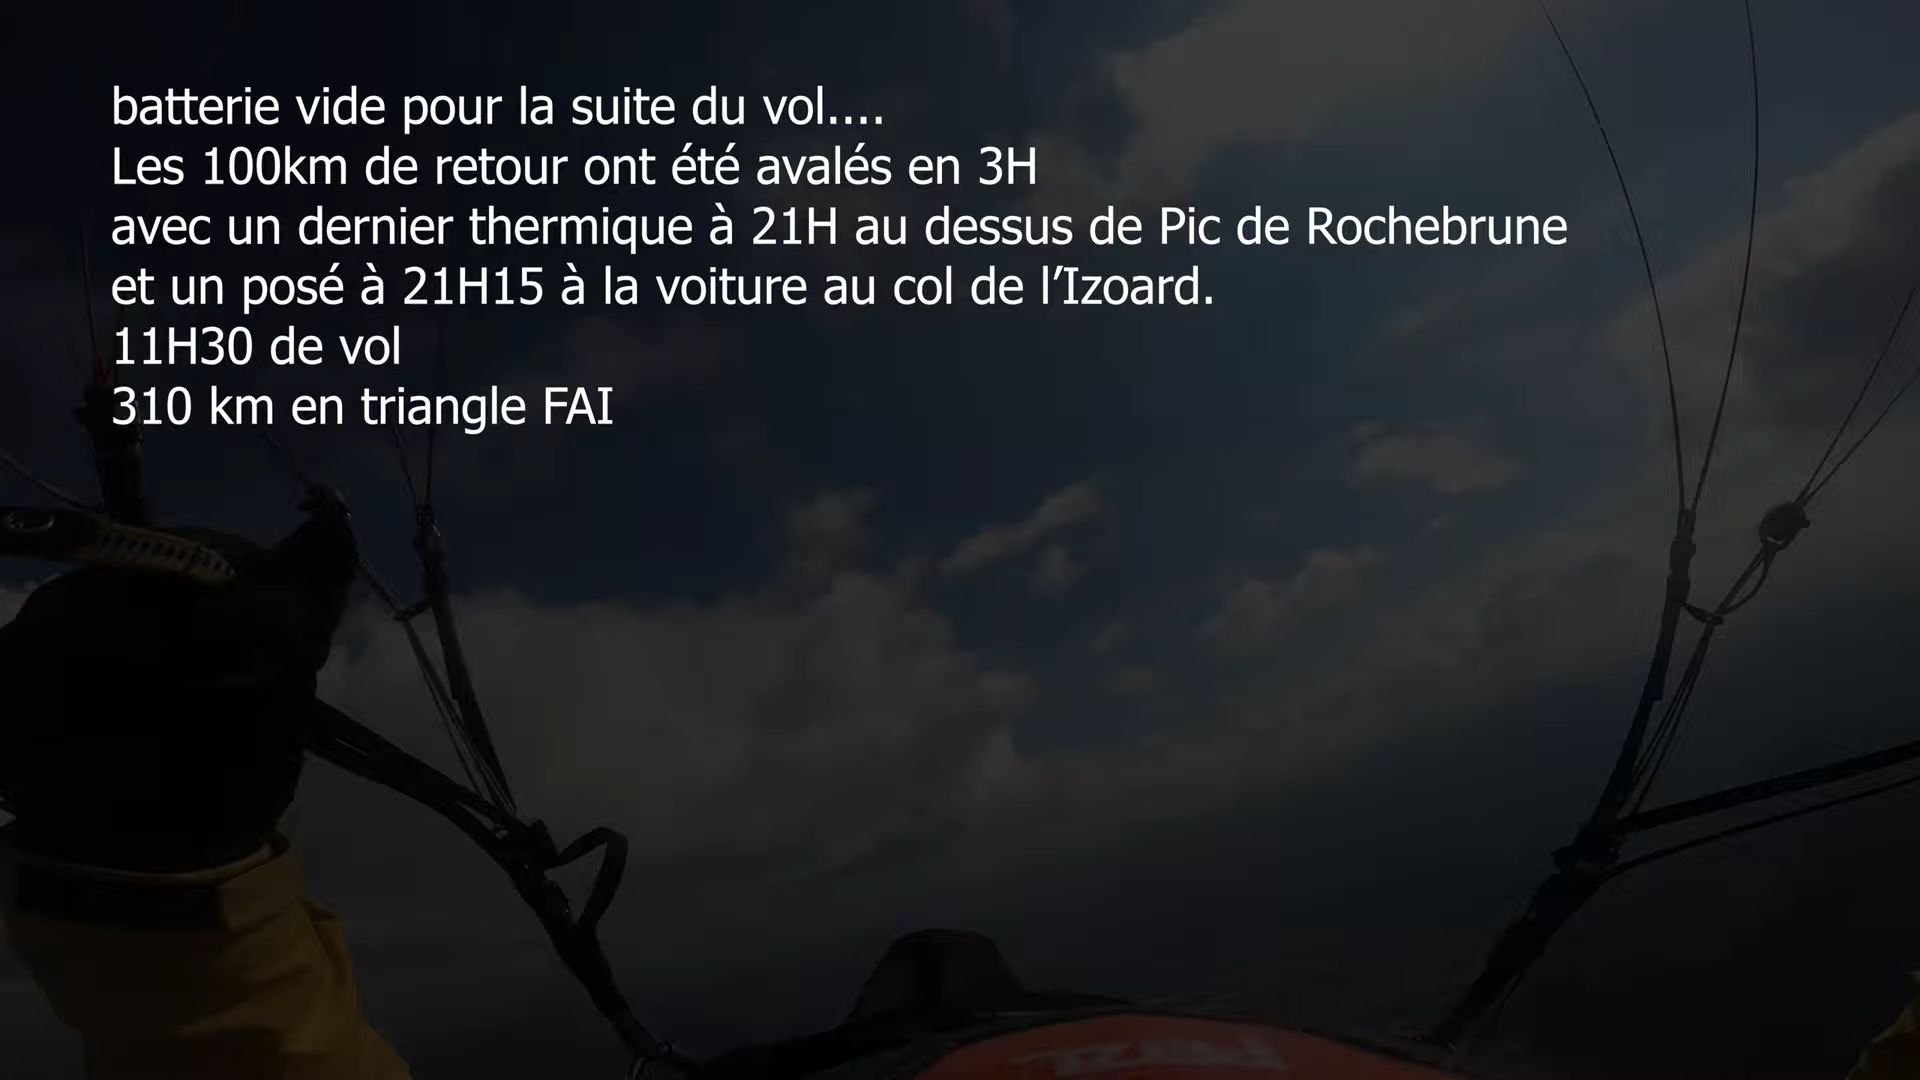 batterie vide pour la suite du vol....
Les 100km de retour ont été avalés en 3H
avec un dernier thermique à 21H au dessus de Pic de Rochebrune
et un posé à 21H15 à la voiture au col de l’Izoard.
11H30 de vol
310 km en triangle FAI